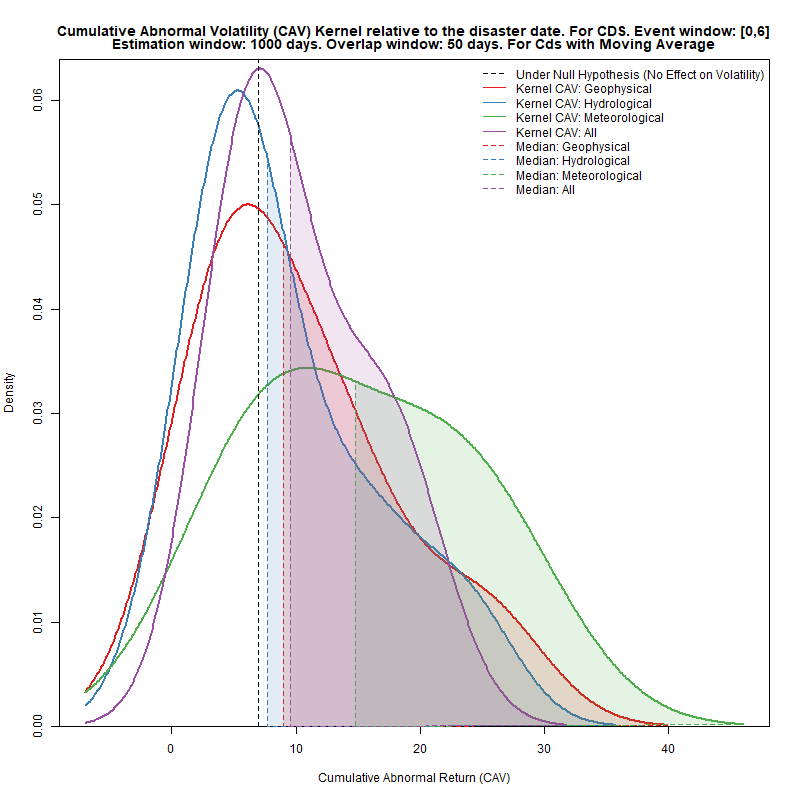 Cumulative Abnormal Volatility (CAV) Kernel relative to the disaster date. For CDS. Event window: [0,6]
Estimation window: 1000 days. Overlap window: 50 days. For Cds with Moving Average
Under Null Hypothesis (No Effect on Volatility)
Kernel CAV: Geophysical
Kernel CAV: Hydrological
Kernel CAV: Meteorological
Kernel CAV: All
Median: Geophysical
Median: Hydrological
Median: Meteorological
Median: All
Density
0.06
0.05
0.04
0.03
0.02
0.01
0.00
0
10
20
30
40
Cumulative Abnormal Return (CAV)